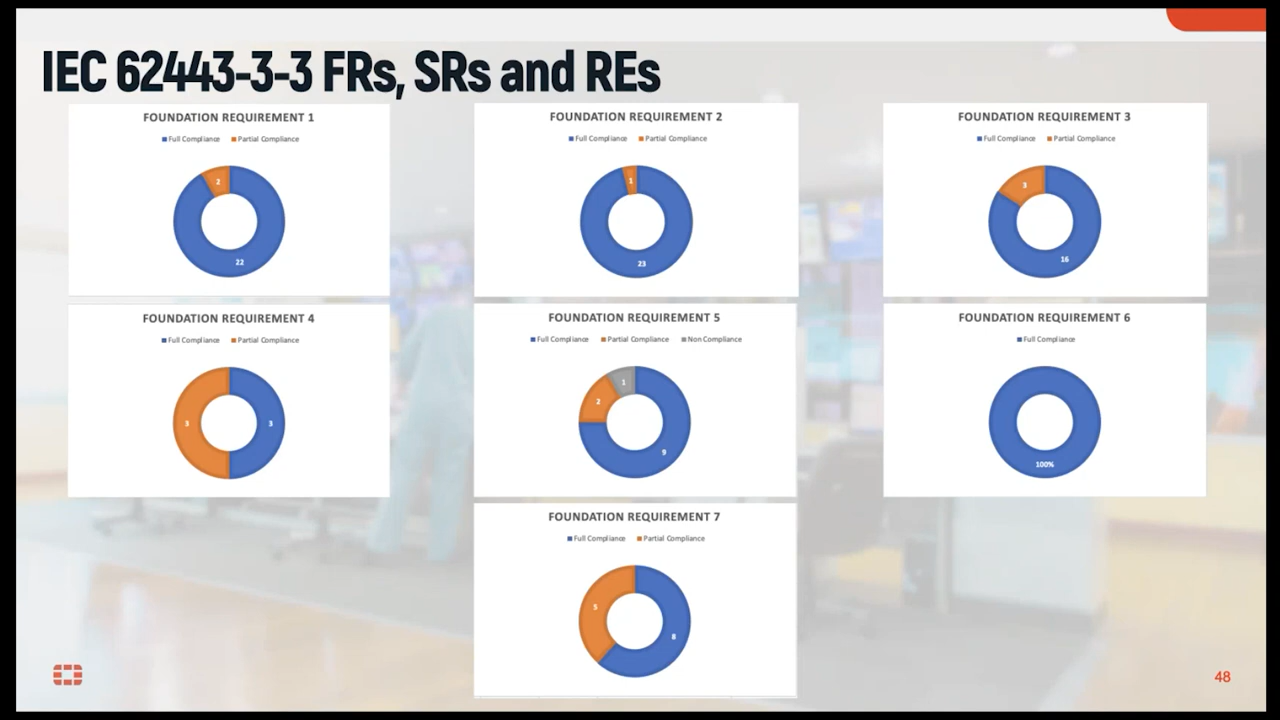 IEC 62443-3-3 FRs, SRs and REs
FOUNDATION REQUIREMENT 1
Full Compliance Partial Compliance
2
22
FOUNDATION REQUIREMENT 2
Full Compliance Partial Compliance
1
23
FOUNDATION REQUIREMENT 3
Full Compliance Partial Compliance
3
16
FOUNDATION REQUIREMENT 4
Full Compliance Partial Compliance
3 3
FOUNDATION REQUIREMENT 5
Full Compliance Partial Compliance Non Compliance
1
2
9
FOUNDATION REQUIREMENT 6
Full Compliance
100%
FOUNDATION REQUIREMENT 7
Full Compliance Partial Compliance
5
8
48